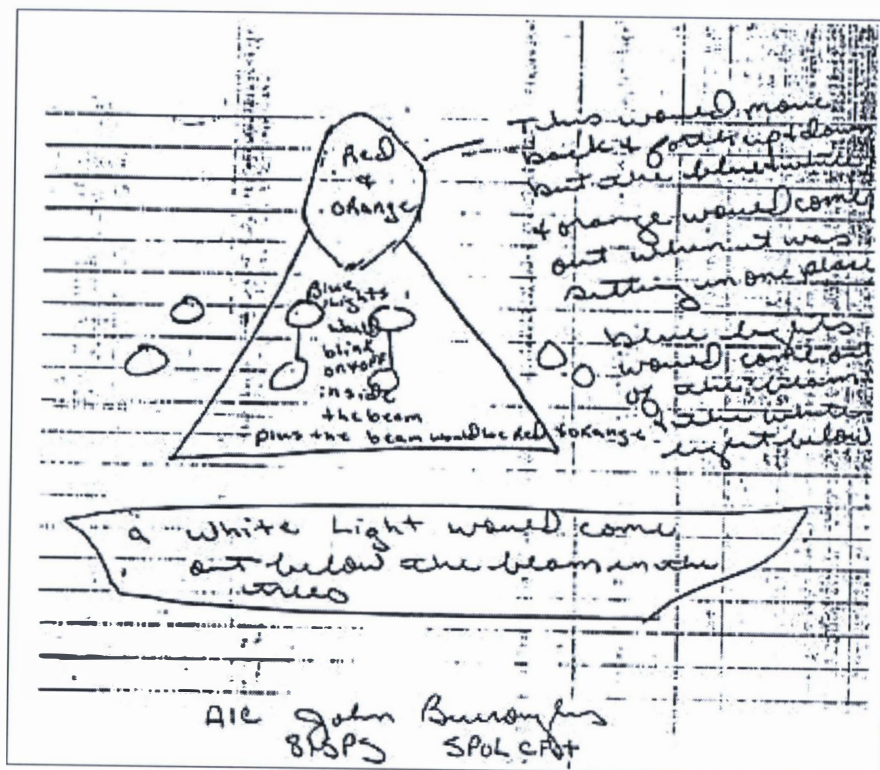 Red
+
orange
This would move
back + forth, up + down
but the blue white
+ orange would come
out when it was
sitting in one place
Blue
Lights
would
blink
on/off
inside
the beam
plus the beam would be Red + orange
blue lights
would come out
of the beam
+ the white
light below
a white Light would come
out below the beam in the
trees
A1C John Burroughs
81SPS